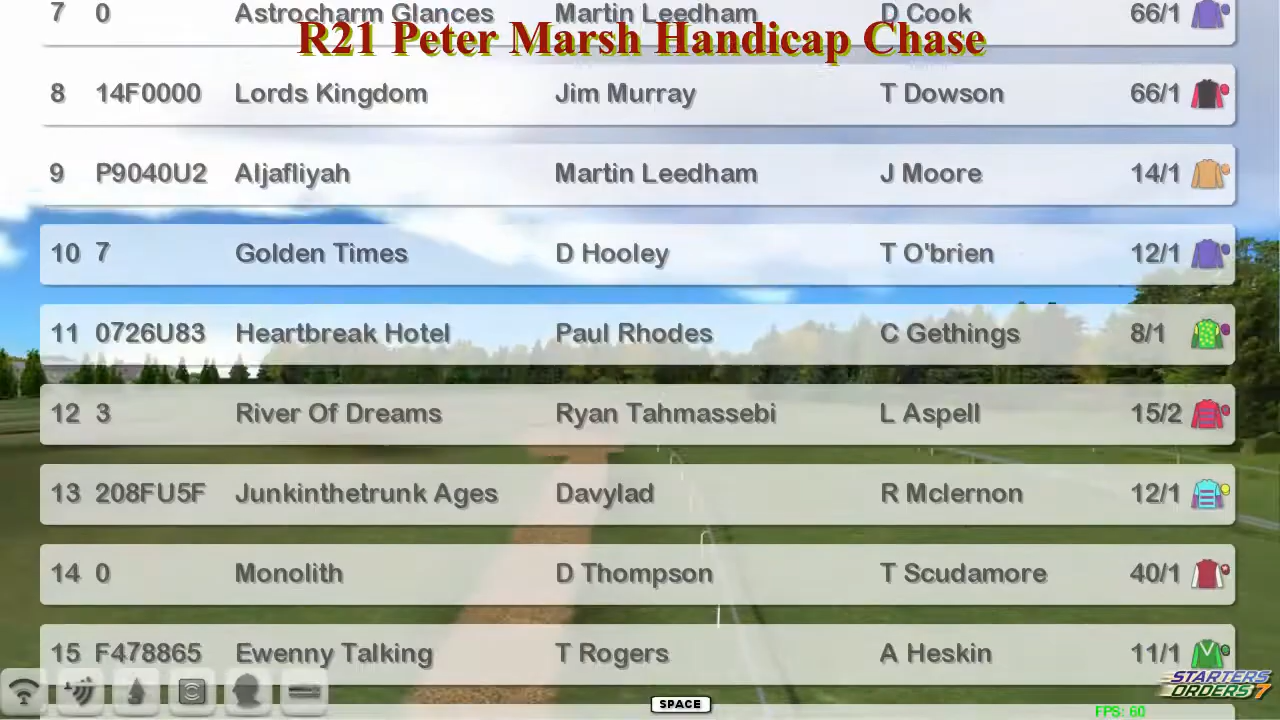 7 0 Astrocharm Glances Martin Leedham D Cook 66/1
R21 Peter Marsh Handicap Chase
8 14F0000 Lords Kingdom Jim Murray T Dowson 66/1
9 P9040U2 Aljafliyah Martin Leedham J Moore 14/1
10 7 Golden Times D Hooley T O'brien 12/1
11 0726U83 Heartbreak Hotel Paul Rhodes C Gethings 8/1
12 3 River Of Dreams Ryan Tahmassebi L Aspell 15/2
13 208FU5F Junkinthetrunk Ages Davylad R Mclernon 12/1
14 0 Monolith D Thompson T Scudamore 40/1
15 F478865 Ewenny Talking T Rogers A Heskin 11/1
STARTERS
ORDERS 7
SPACE
FPS: 60